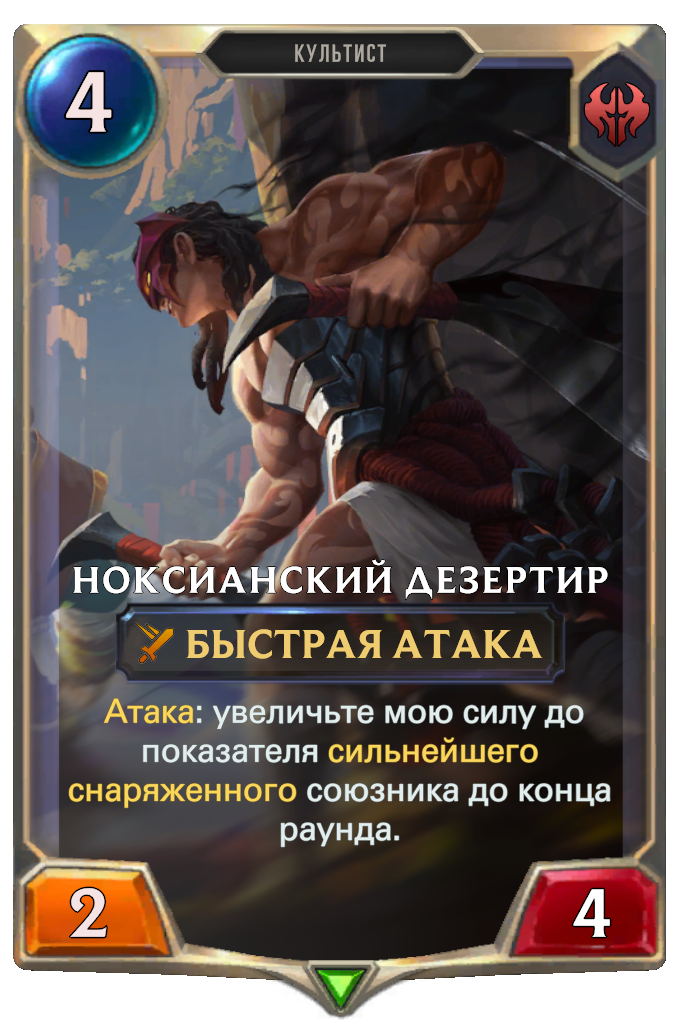 КУЛЬТИСТ
4
НОКСИАНСКИЙ ДЕЗЕРТИР
БЫСТРАЯ АТАКА
Атака: увеличьте мою силу до
показателя сильнейшего
снаряженного союзника до конца
раунда.
2
4